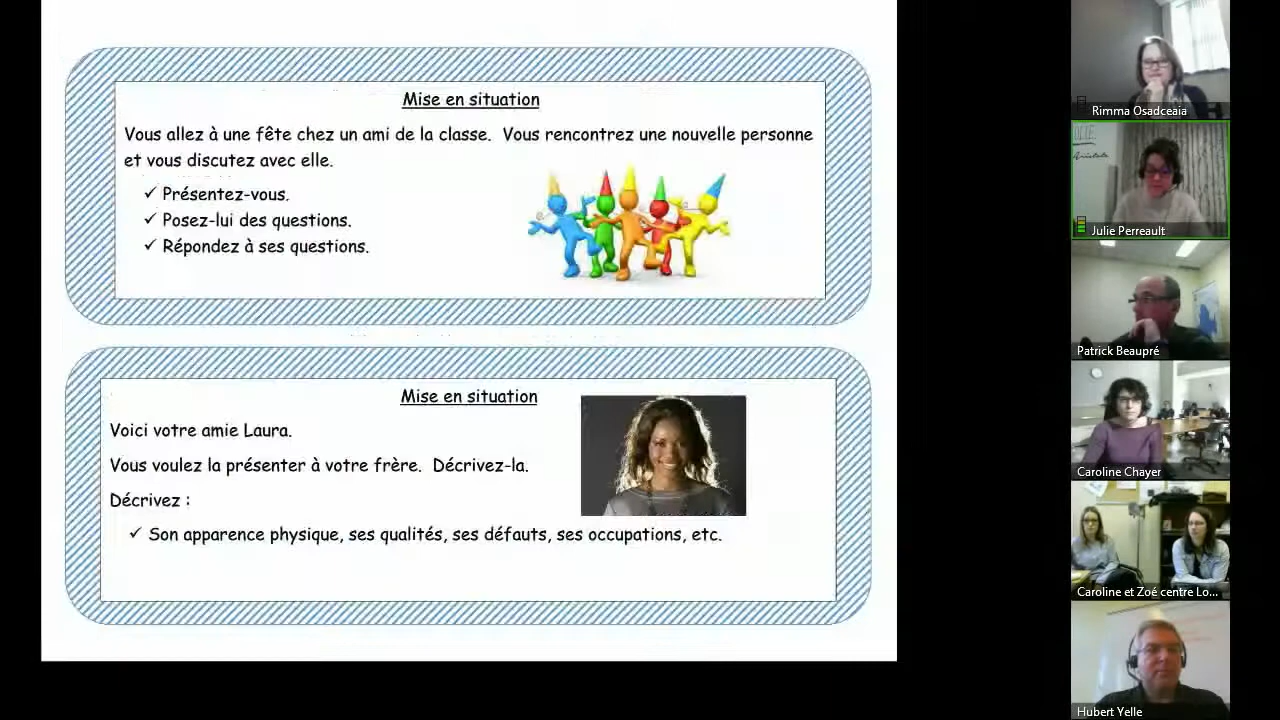 Mise en situation
Vous allez à une fête chez un ami de la classe. Vous rencontrez une nouvelle personne
et vous discutez avec elle.
✓ Présentez-vous.
✓ Posez-lui des questions.
✓ Répondez à ses questions.
Mise en situation
Voici votre amie Laura.
Vous voulez la présenter à votre frère. Décrivez-la.
Décrivez :
✓ Son apparence physique, ses qualités, ses défauts, ses occupations, etc.
Rimma Osadceaia
Julie Perreault
Patrick Beaupré
Caroline Chayer
Caroline et Zoé centre Lo...
Hubert Yelle